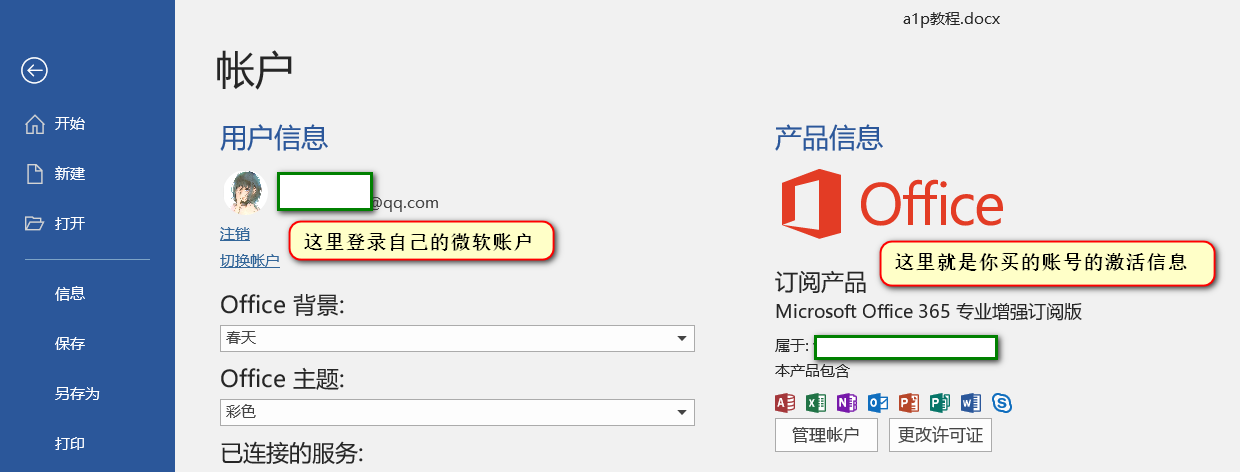 a1p教程.docx
帐户
开始
新建
打开
信息
保存
另存为
打印
用户信息
@qq.com
注销
这里登录自己的微软账户
切换帐户
Office 背景:
春天
Office 主题:
彩色
已连接的服务:
产品信息
Office
这里就是你买的账号的激活信息
订阅产品
Microsoft Office 365 专业增强订阅版
属于:
本产品包含
管理帐户
更改许可证